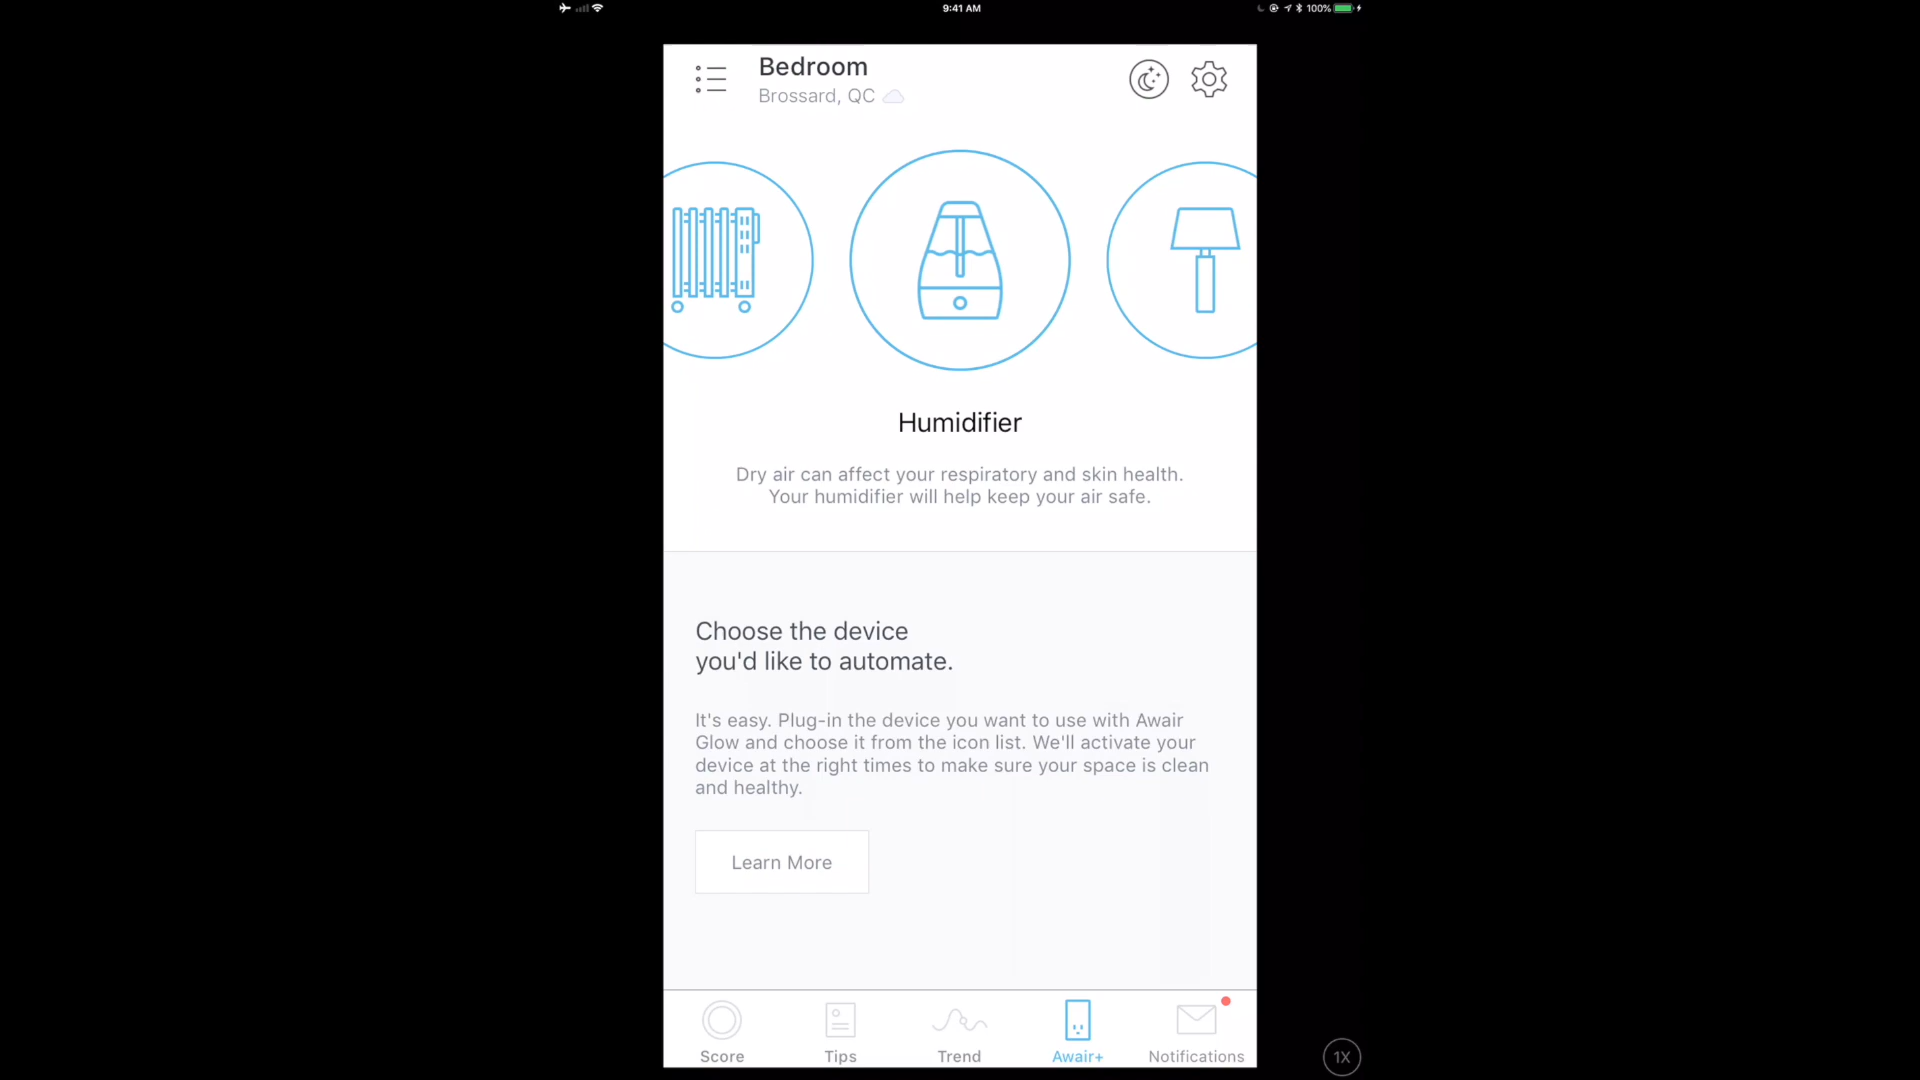 9:41 AM
100%
Bedroom
Brossard, QC
Humidifier
Dry air can affect your respiratory and skin health.
Your humidifier will help keep your air safe.
Choose the device
you'd like to automate.
It's easy. Plug-in the device you want to use with Awair
Glow and choose it from the icon list. We'll activate your
device at the right times to make sure your space is clean
and healthy.
Learn More
Score
Tips
Trend
Awair+
Notifications
1X